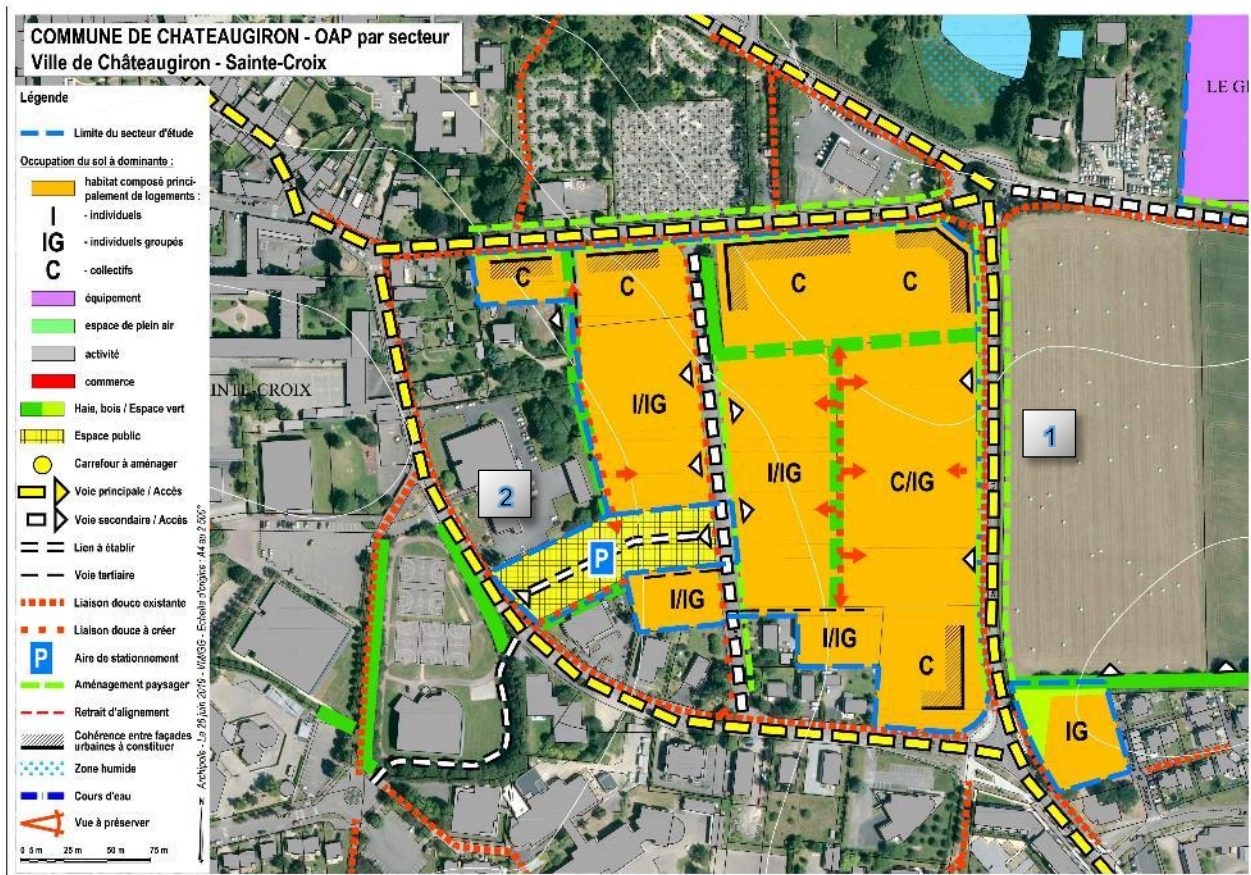 COMMUNE DE CHATEAUGIRON - OAP par secteur
Ville de Châteaugiron - Sainte-Croix
Légende
Limite du secteur d'étude
Occupation du sol à dominante :
habitat composé princi-
palement de logements :
I - individuels
IG - individuels groupés
C - collectifs
équipement
espace de plein air
activité
commerce
Haie, bois / Espace vert
Espace public
Carrefour à aménager
Voie principale / Accès
Voie secondaire / Accès
Lien à établir
Voie tertiaire
Liaison douce existante
Liaison douce à créer
P Aire de stationnement
Aménagement paysager
Retrait d'alignement
Cohérence entre façades
urbaines à constituer
Zone humide
Cours d'eau
Vue à préserver
0 5 m 25 m 50 m 75 m
LE GI
C
C
C
C
INTE-CROIX
I/IG
1
I/IG
C/IG
2
P
I/IG
I/IG
C
IG